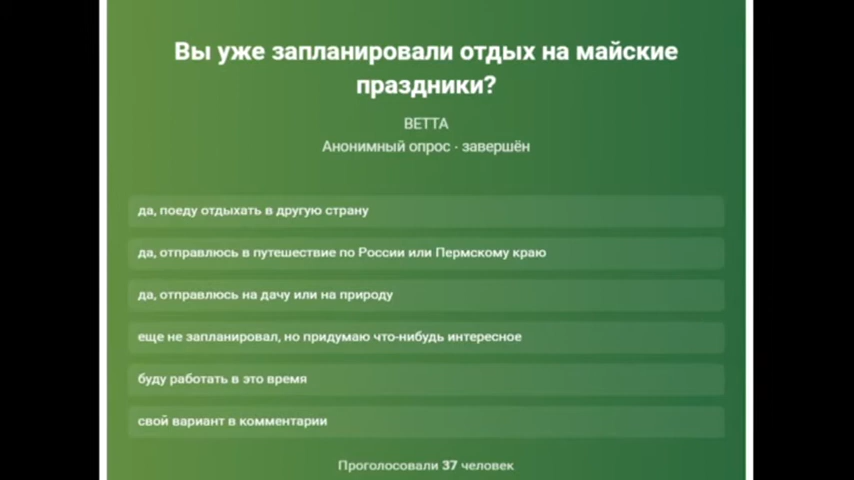 Вы уже запланировали отдых на майские
праздники?
ВЕТТА
Анонимный опрос · завершён
да, поеду отдыхать в другую страну
да, отправлюсь в путешествие по России или Пермскому краю
да, отправлюсь на дачу или на природу
еще не запланировал, но придумаю что-нибудь интересное
буду работать в это время
свой вариант в комментарии
Проголосовали 37 человек